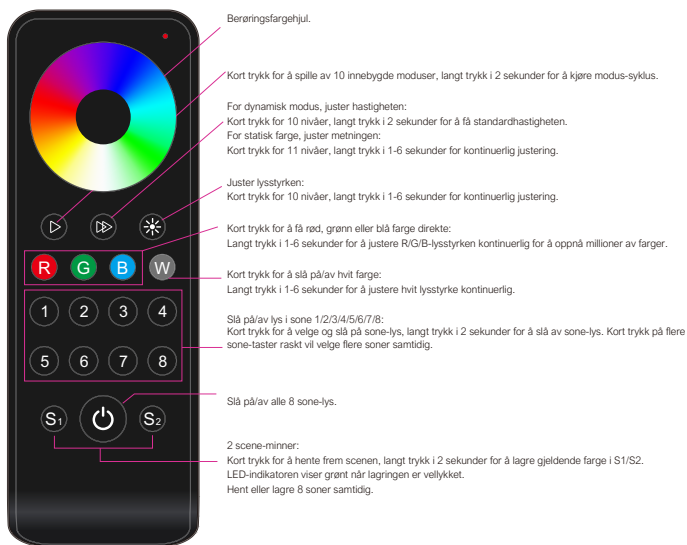 Berøringsfargehjul.
Kort trykk for å spille av 10 innebygde moduser, langt trykk i 2 sekunder for å kjøre modus-syklus.
For dynamisk modus, juster hastigheten:
Kort trykk for 10 nivåer, langt trykk i 2 sekunder for å få standardhastigheten.
For statisk farge, juster metningen:
Kort trykk for 11 nivåer, langt trykk i 1-6 sekunder for kontinuerlig justering.
Juster lysstyrken:
Kort trykk for 10 nivåer, langt trykk i 1-6 sekunder for kontinuerlig justering.
Kort trykk for å få rød, grønn eller blå farge direkte:
Langt trykk i 1-6 sekunder for å justere R/G/B-lysstyrken kontinuerlig for å oppnå millioner av farger.
R G B W
Kort trykk for å slå på/av hvit farge:
Langt trykk i 1-6 sekunder for å justere hvit lysstyrke kontinuerlig.
1 2 3 4
Slå på/av lys i sone 1/2/3/4/5/6/7/8:
Kort trykk for å velge og slå på sone-lys, langt trykk i 2 sekunder for å slå av sone-lys. Kort trykk på flere
sone-taster raskt vil velge flere soner samtidig.
5 6 7 8
Slå på/av alle 8 sone-lys.
S1 S2
2 scene-minner:
Kort trykk for å hente frem scenen, langt trykk i 2 sekunder for å lagre gjeldende farge i S1/S2.
LED-indikatoren viser grønt når lagringen er vellykket.
Hent eller lagre 8 soner samtidig.